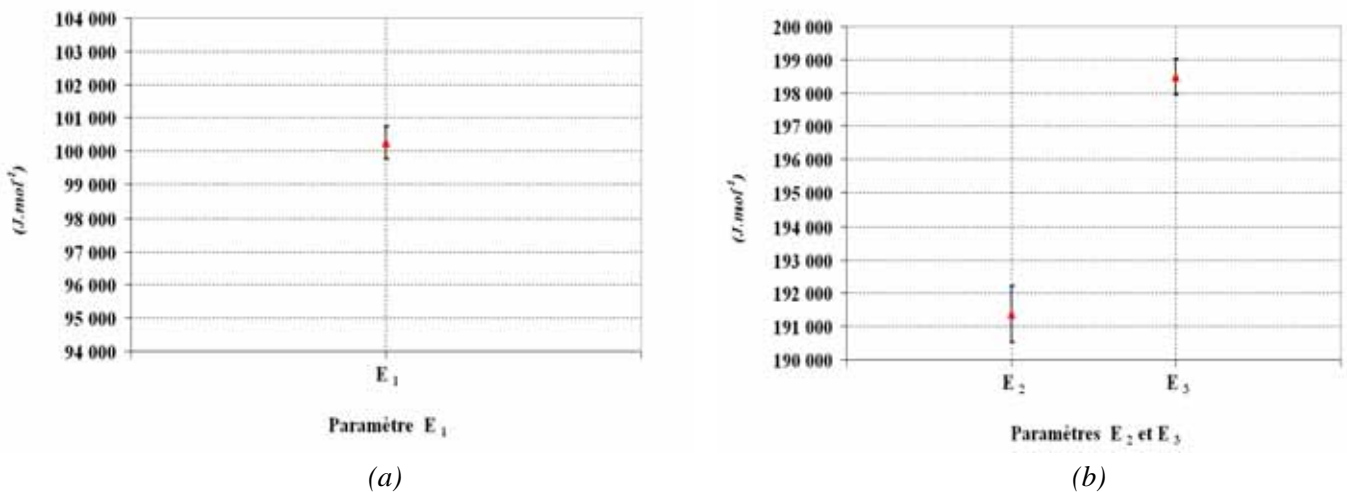 104 000
103 000
102 000
101 000
100 000
99 000
98 000
97 000
96 000
95 000
94 000
(J.mol⁻¹)
E ₁
Paramètre E ₁
(a)
200 000
199 000
198 000
197 000
196 000
195 000
194 000
193 000
192 000
191 000
190 000
(J.mol⁻¹)
E ₂ E ₃
Paramètres E ₂ et E ₃
(b)